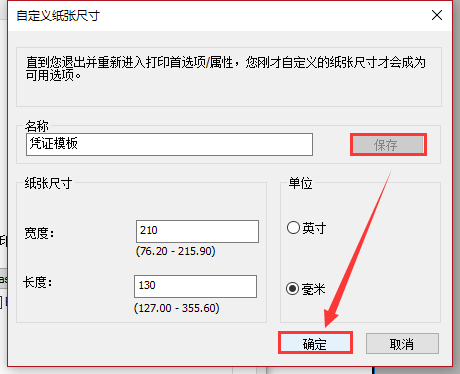 自定义纸张尺寸
直到您退出并重新进入打印首选项/属性，您刚才自定义的纸张尺寸才会成为
可用选项。
名称
凭证模板
保存
纸张尺寸
宽度：
210
(76.20 - 215.90)
长度：
130
(127.00 - 355.60)
单位
英寸
毫米
确定
取消
印
as